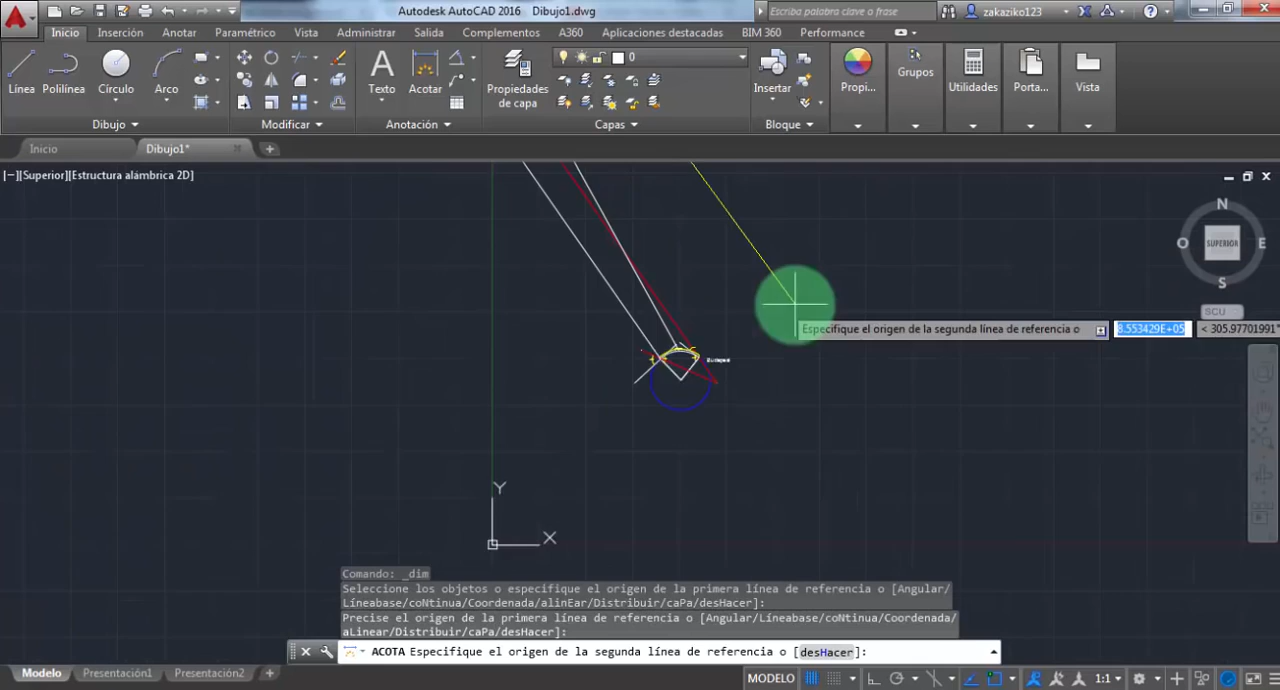 Autodesk AutoCAD 2016 Dibujo1.dwg
Escriba palabra clave o frase
zakaziko123
Inicio Inserción Anotar Paramétrico Vista Administrar Salida Complementos A360 Aplicaciones destacadas BIM 360 Performance
0
Línea Polilínea Círculo Arco
Texto Acotar
Propiedades de capa
Insertar
Propi... Grupos Utilidades Porta... Vista
Dibujo Modificar Anotación Capas Bloque
Inicio Dibujo1*
[−][Superior][Estructura alámbrica 2D]
N
O SUPERIOR E
S
SCU
Especifique el origen de la segunda línea de referencia o 8.553429E+05 < 305.97701991°
Y
X
Comando: _dim
Seleccione los objetos o especifique el origen de la primera línea de referencia o [Angular/
Líneabase/coNtinua/Coordenada/alinEar/Distribuir/caPa/desHacer]:
Precise el origen de la primera línea de referencia o [Angular/Líneabase/coNtinua/Coordenada/
aLinear/Distribuir/caPa/desHacer]:
ACOTA Especifique el origen de la segunda línea de referencia o [desHacer]:
Modelo Presentación1 Presentación2
MODELO 1:1